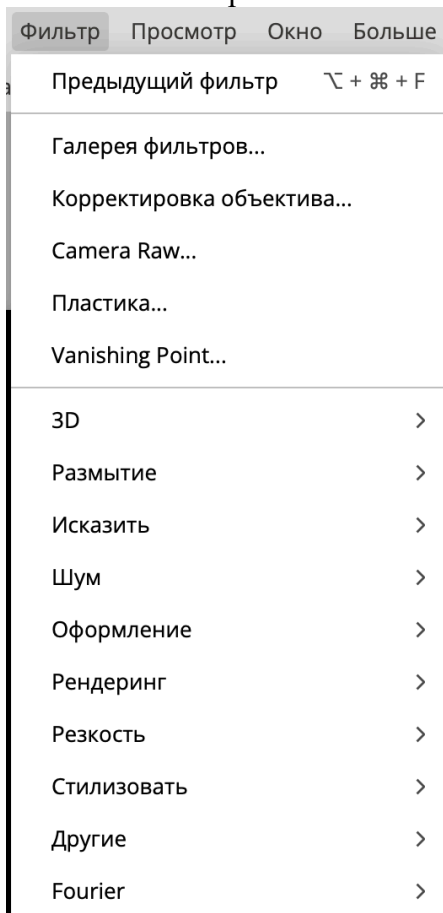 Фильтр Просмотр Окно Больше
Предыдущий фильтр ⌥ + ⌘ + F
Галерея фильтров...
Корректировка объектива...
Camera Raw...
Пластика...
Vanishing Point...
3D >
Размытие >
Исказить >
Шум >
Оформление >
Рендеринг >
Резкость >
Стилизовать >
Другие >
Fourier >